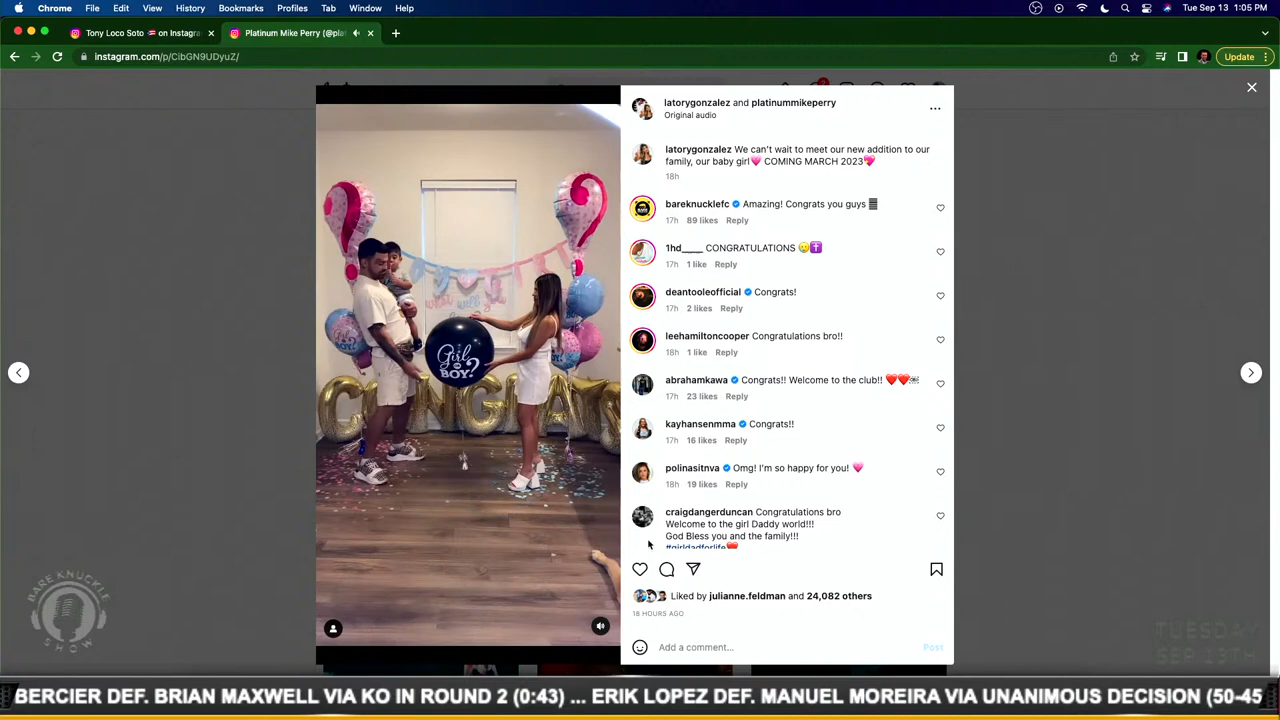 Chrome File Edit View History Bookmarks Profiles Tab Window Help Tue Sep 13 1:05 PM
Tony Loco Soto on Instagra Platinum Mike Perry (@plat
instagram.com/p/CibGN9UDyuZ/ Update
latorygonzalez and platinummikeperry
Original audio
latorygonzalez We can't wait to meet our new addition to our
family, our baby girl💗 COMING MARCH 2023💖
18h
bareknucklefc Amazing! Congrats you guys
17h 89 likes Reply
1hd_____ CONGRATULATIONS 🥲✝️
17h 1 like Reply
deantooleofficial Congrats!
17h 2 likes Reply
leehamiltoncooper Congratulations bro!!
18h 1 like Reply
abrahamkawa Congrats!! Welcome to the club!! ❤️❤️
17h 23 likes Reply
kayhansenmma Congrats!!
17h 16 likes Reply
polinasitnva Omg! I'm so happy for you! 💗
18h 19 likes Reply
craigdangerduncan Congratulations bro
Welcome to the girl Daddy world!!!
God Bless you and the family!!!
#girldadforlife❤️
Liked by julianne.feldman and 24,082 others
18 HOURS AGO
Add a comment... Post
Girl
OR
BOY?
CONGRAT
BARE KNUCKLE
SHOW
TUESDAY
SEP 13TH
BERCIER DEF. BRIAN MAXWELL VIA KO IN ROUND 2 (0:43) ... ERIK LOPEZ DEF. MANUEL MOREIRA VIA UNANIMOUS DECISION (50-45